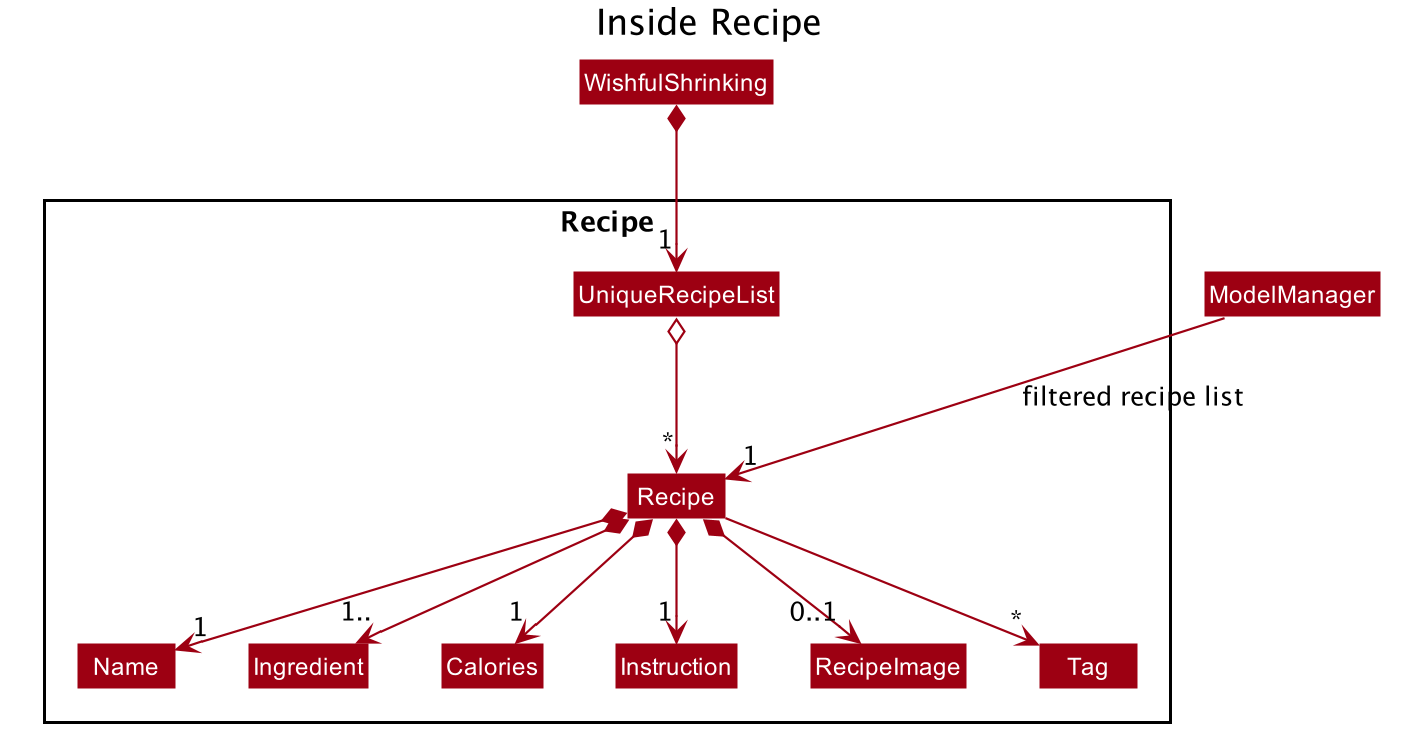 Inside Recipe
WishfulShrinking
Recipe
1
UniqueRecipeList
ModelManager
filtered recipe list
*
1
Recipe
1
1..
1
1
0..1
*
Name
Ingredient
Calories
Instruction
RecipeImage
Tag